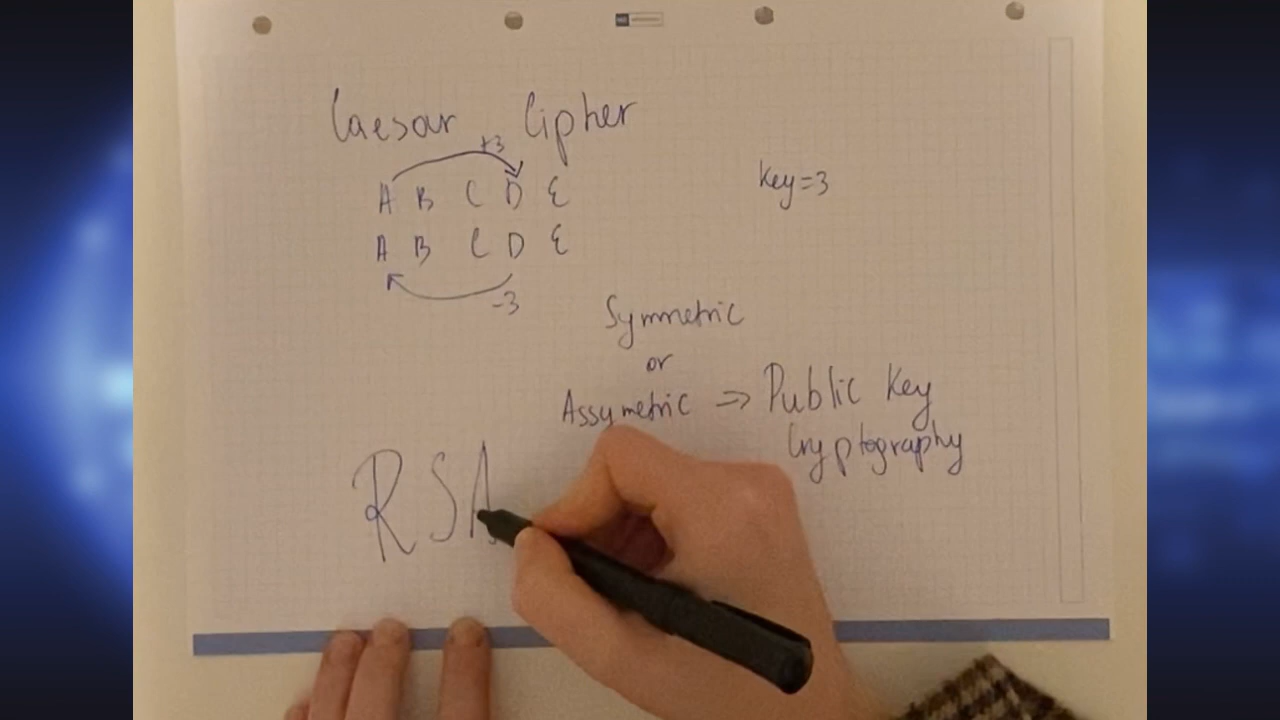 Caesar Cipher
+3
A B C D E
key=3
A B C D E
-3
Symmetric
or
Assymetric => Public Key
Cryptography
RSA